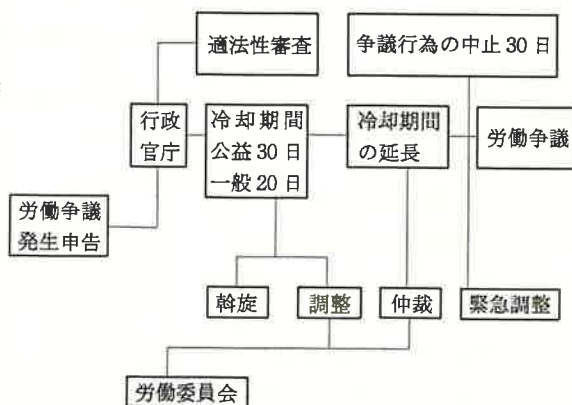 適法性審査
争議行為の中止 30 日
行政
官庁
冷却期間
公益 30 日
一般 20 日
冷却期間
の延長
労働争議
労働争議
発生申告
斡旋
調整
仲裁
緊急調整
労働委員会